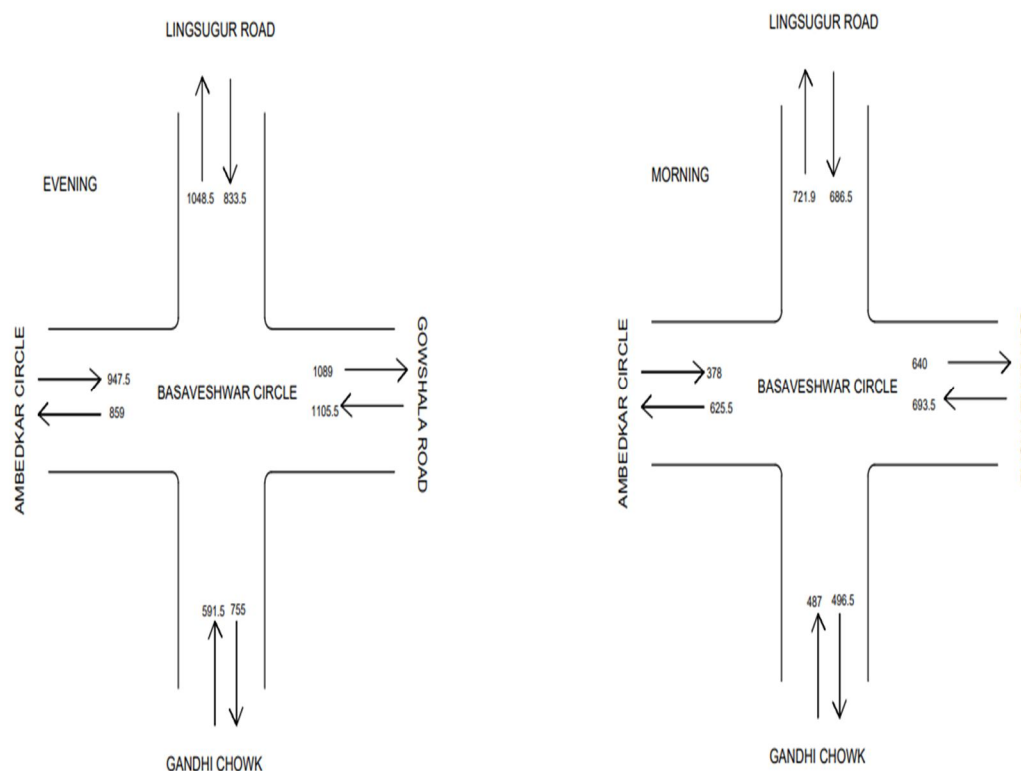 LINGSUGUR ROAD
EVENING
1048.5 833.5
AMBEDKAR CIRCLE
947.5
859
BASAVESHWAR CIRCLE
1089
1105.5
GOWSHALA ROAD
591.5 755
GANDHI CHOWK
LINGSUGUR ROAD
MORNING
721.9 686.5
AMBEDKAR CIRCLE
378
625.5
BASAVESHWAR CIRCLE
640
693.5
487 496.5
GANDHI CHOWK